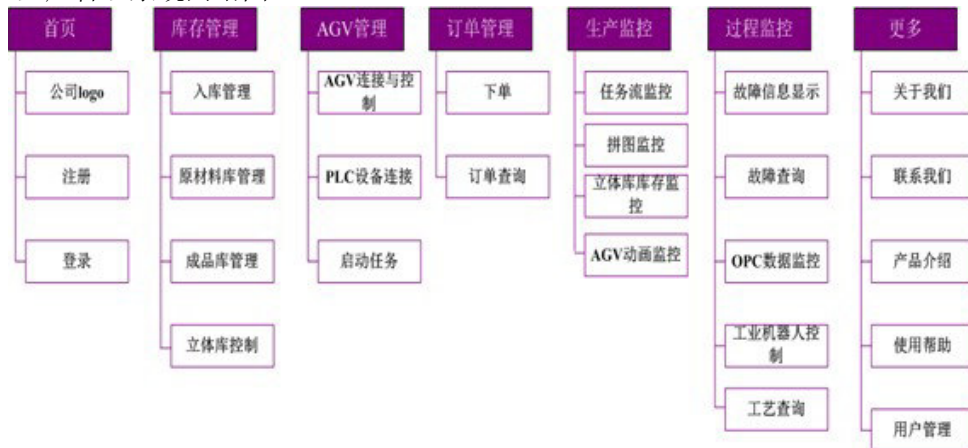 首页
公司logo
注册
登录
库存管理
入库管理
原材料库管理
成品库管理
立体库控制
AGV管理
AGV连接与控
制
PLC设备连接
启动任务
订单管理
下单
订单查询
生产监控
任务流监控
拼图监控
立体库库存监
控
AGV动画监控
过程监控
故障信息显示
故障查询
OPC数据监控
工业机器人控
制
工艺查询
更多
关于我们
联系我们
产品介绍
使用帮助
用户管理